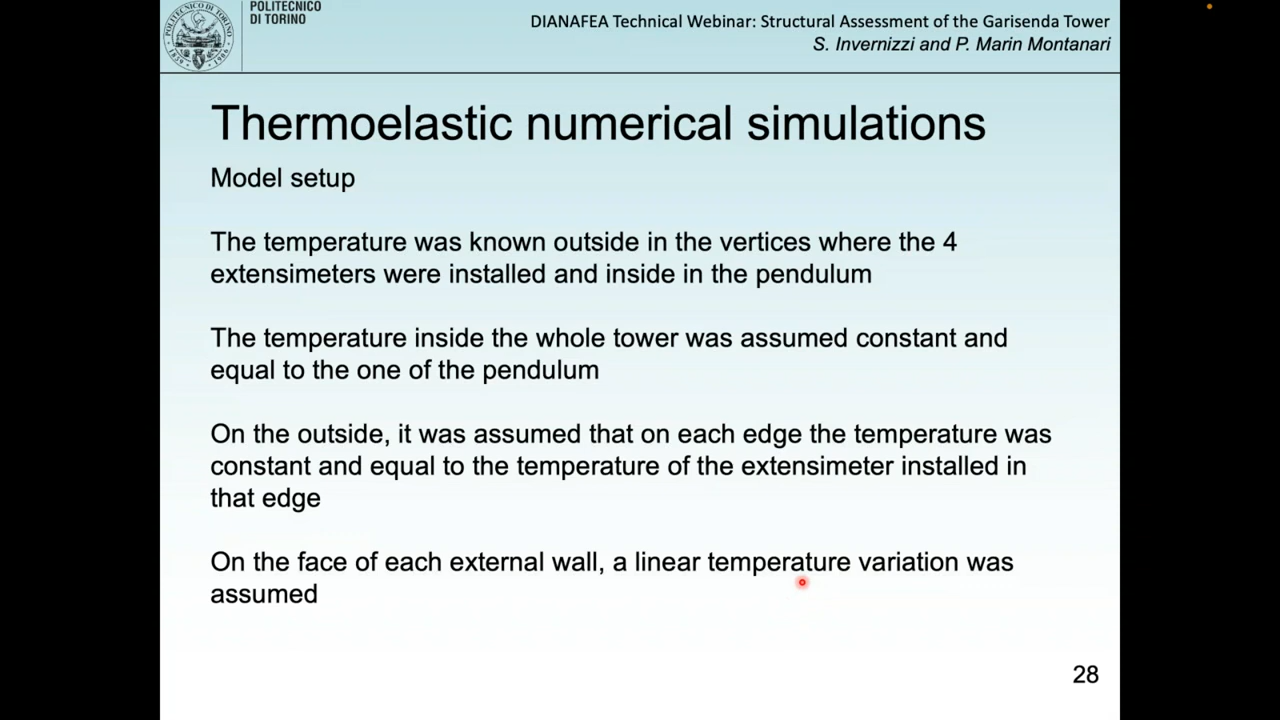 POLITECNICO
DI TORINO
DIANAFEA Technical Webinar: Structural Assessment of the Garisenda Tower
S. Invernizzi and P. Marin Montanari
Thermoelastic numerical simulations
Model setup
The temperature was known outside in the vertices where the 4
extensimeters were installed and inside in the pendulum
The temperature inside the whole tower was assumed constant and
equal to the one of the pendulum
On the outside, it was assumed that on each edge the temperature was
constant and equal to the temperature of the extensimeter installed in
that edge
On the face of each external wall, a linear temperature variation was
assumed
28